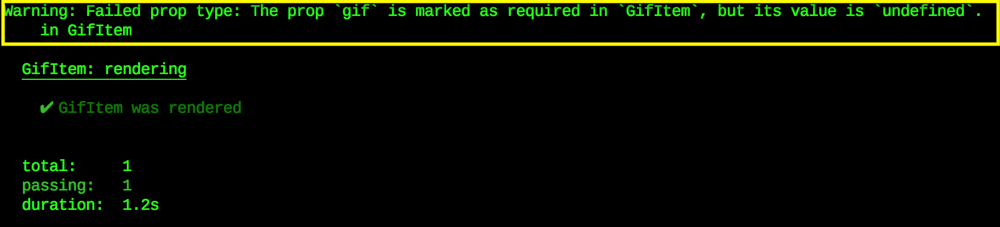 Warning: Failed prop type: The prop `gif` is marked as required in `GifItem`, but its value is `undefined`.
in GifItem
GifItem: rendering
✔ GifItem was rendered
total: 1
passing: 1
duration: 1.2s